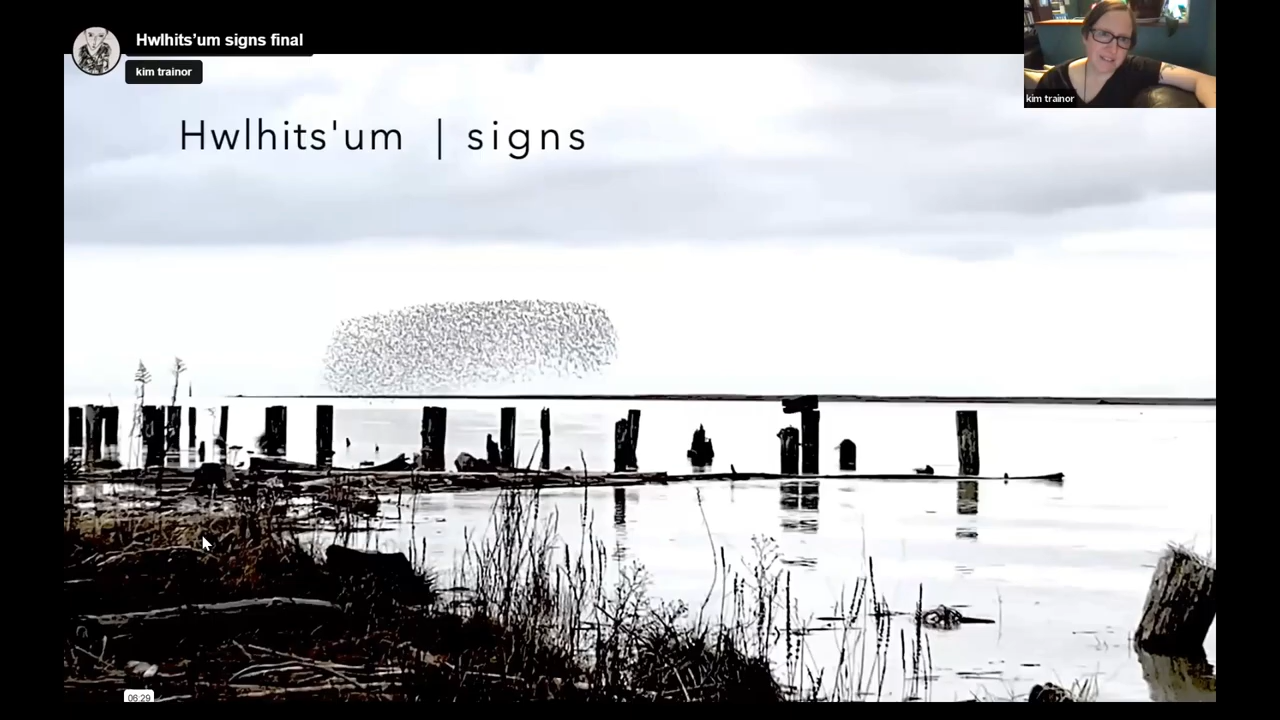 Hwlhits’um signs final
kim trainor
kim trainor
Hwlhits'um | signs
06:29